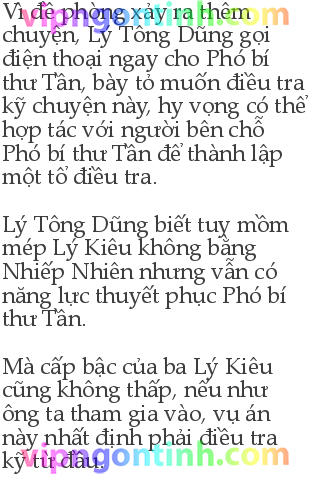 Vì đề phòng xảy ra thêm
chuyện, Lý Tông Dũng gọi
điện thoại ngay cho Phó bí
thư Tần, bày tỏ muốn điều tra
kỹ chuyện này, hy vọng có thể
hợp tác với người bên chỗ
Phó bí thư Tần để thành lập
một tổ điều tra.
Lý Tông Dũng biết tuy mồm
mép Lý Kiêu không bằng
Nhiếp Nhiên nhưng vẫn có
năng lực thuyết phục Phó bí
thư Tần.
Mà cấp bậc của ba Lý Kiêu
cũng không thấp, nếu như
ông ta tham gia vào, vụ án
này nhất định phải điều tra
kỹ từ đầu.
vipngontinh.com
vipngontinh.com